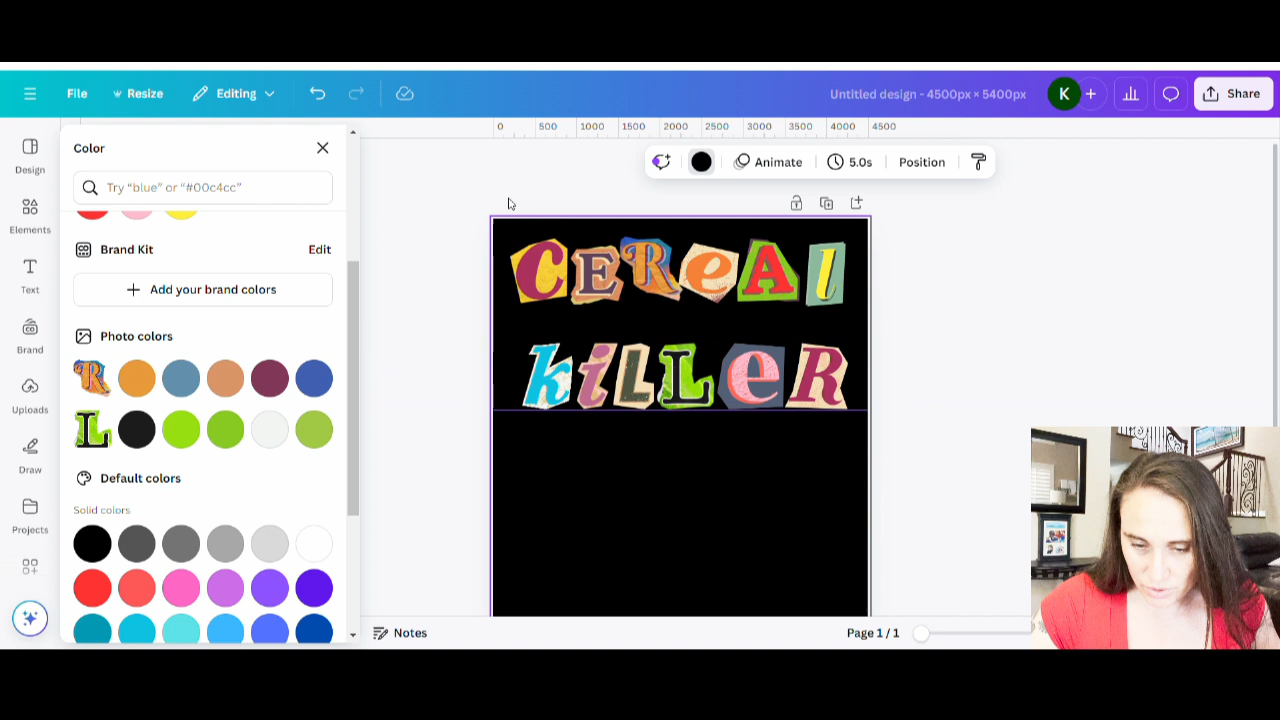 File Resize Editing Untitled design - 4500px × 5400px K Share
0 500 1000 1500 2000 2500 3000 3500 4000 4500
Design
Elements
Text
Brand
Uploads
Draw
Projects
Color
Try “blue” or “#00c4cc”
Brand Kit Edit
Add your brand colors
Photo colors
R
L
Default colors
Solid colors
Animate 5.0s Position
CEReAl
kiLLeR
Notes Page 1 / 1